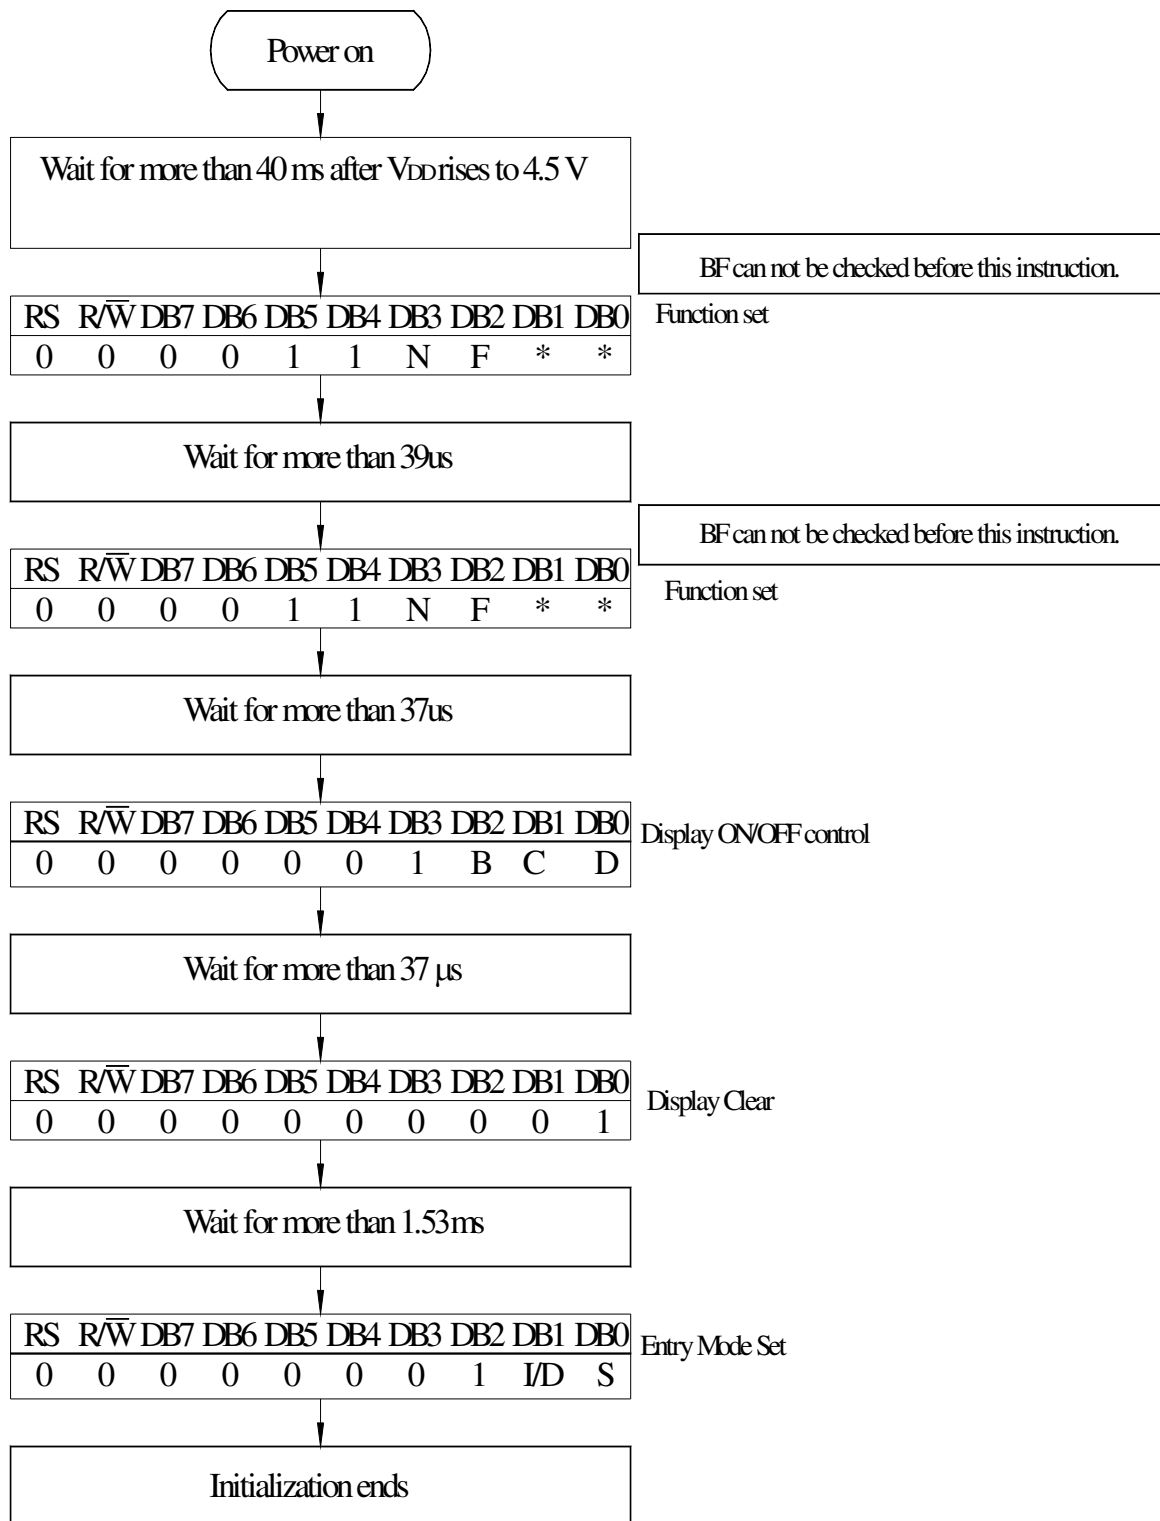 Power on
Wait for more than 40 ms after VDD rises to 4.5 V
BF can not be checked before this instruction.
RS R/W̅ DB7 DB6 DB5 DB4 DB3 DB2 DB1 DB0
Function set
0 0 0 0 1 1 N F * *
Wait for more than 39us
BF can not be checked before this instruction.
RS R/W̅ DB7 DB6 DB5 DB4 DB3 DB2 DB1 DB0
Function set
0 0 0 0 1 1 N F * *
Wait for more than 37us
RS R/W̅ DB7 DB6 DB5 DB4 DB3 DB2 DB1 DB0
Display ON/OFF control
0 0 0 0 0 0 1 B C D
Wait for more than 37 μs
RS R/W̅ DB7 DB6 DB5 DB4 DB3 DB2 DB1 DB0
Display Clear
0 0 0 0 0 0 0 0 0 1
Wait for more than 1.53ms
RS R/W̅ DB7 DB6 DB5 DB4 DB3 DB2 DB1 DB0
Entry Mode Set
0 0 0 0 0 0 0 1 I/D S
Initialization ends